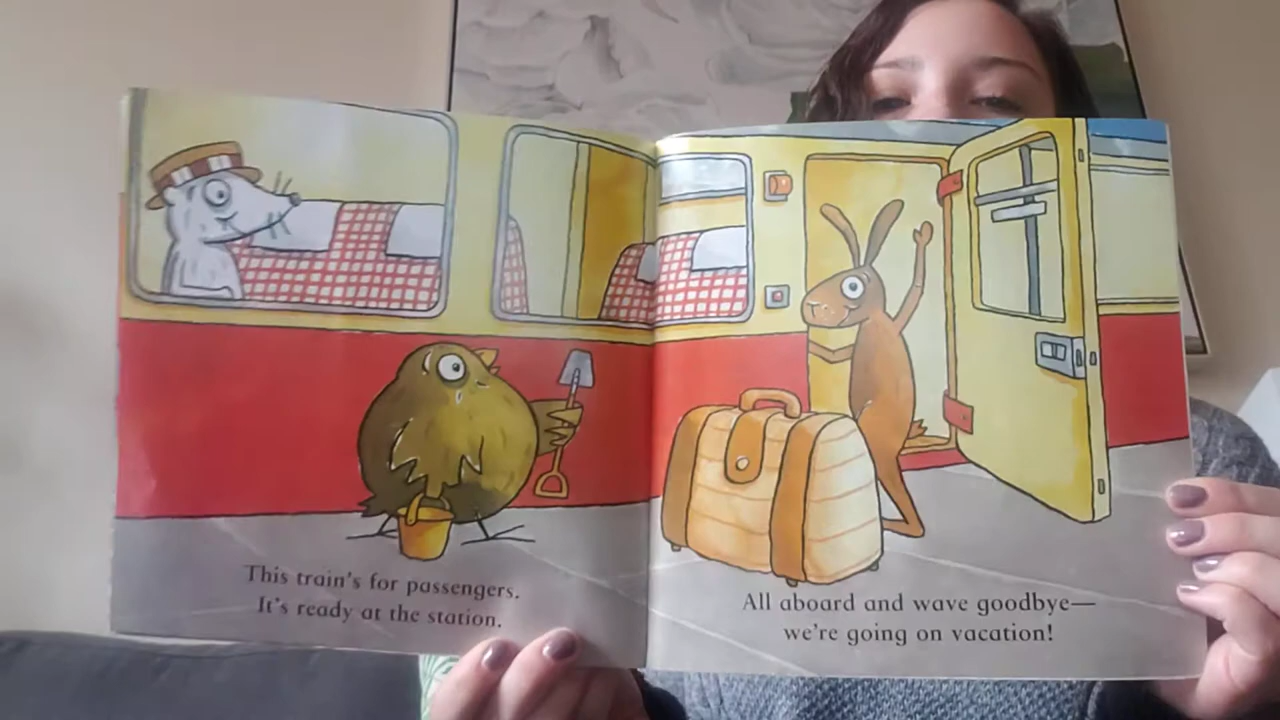 This train's for passengers.
It's ready at the station.
All aboard and wave goodbye—
we're going on vacation!